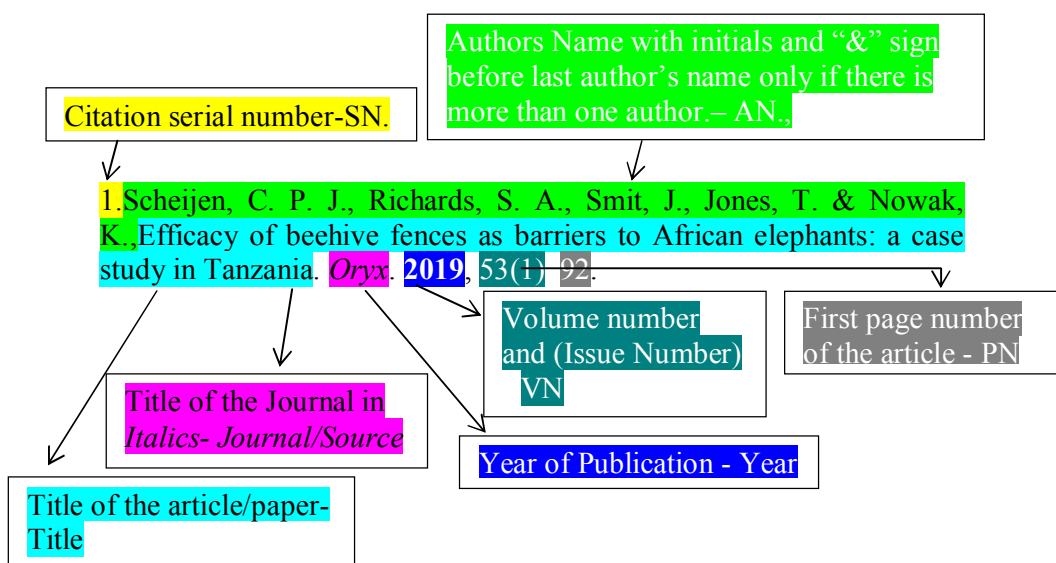 Authors Name with initials and “&” sign
before last author’s name only if there is
more than one author.– AN.,
Citation serial number-SN.
1.Scheijen, C. P. J., Richards, S. A., Smit, J., Jones, T. & Nowak,
K.,Efficacy of beehive fences as barriers to African elephants: a case
study in Tanzania. Oryx. 2019, 53(1) 92.
Volume number
and (Issue Number)
VN
First page number
of the article - PN
Title of the Journal in
Italics- Journal/Source
Year of Publication - Year
Title of the article/paper-
Title